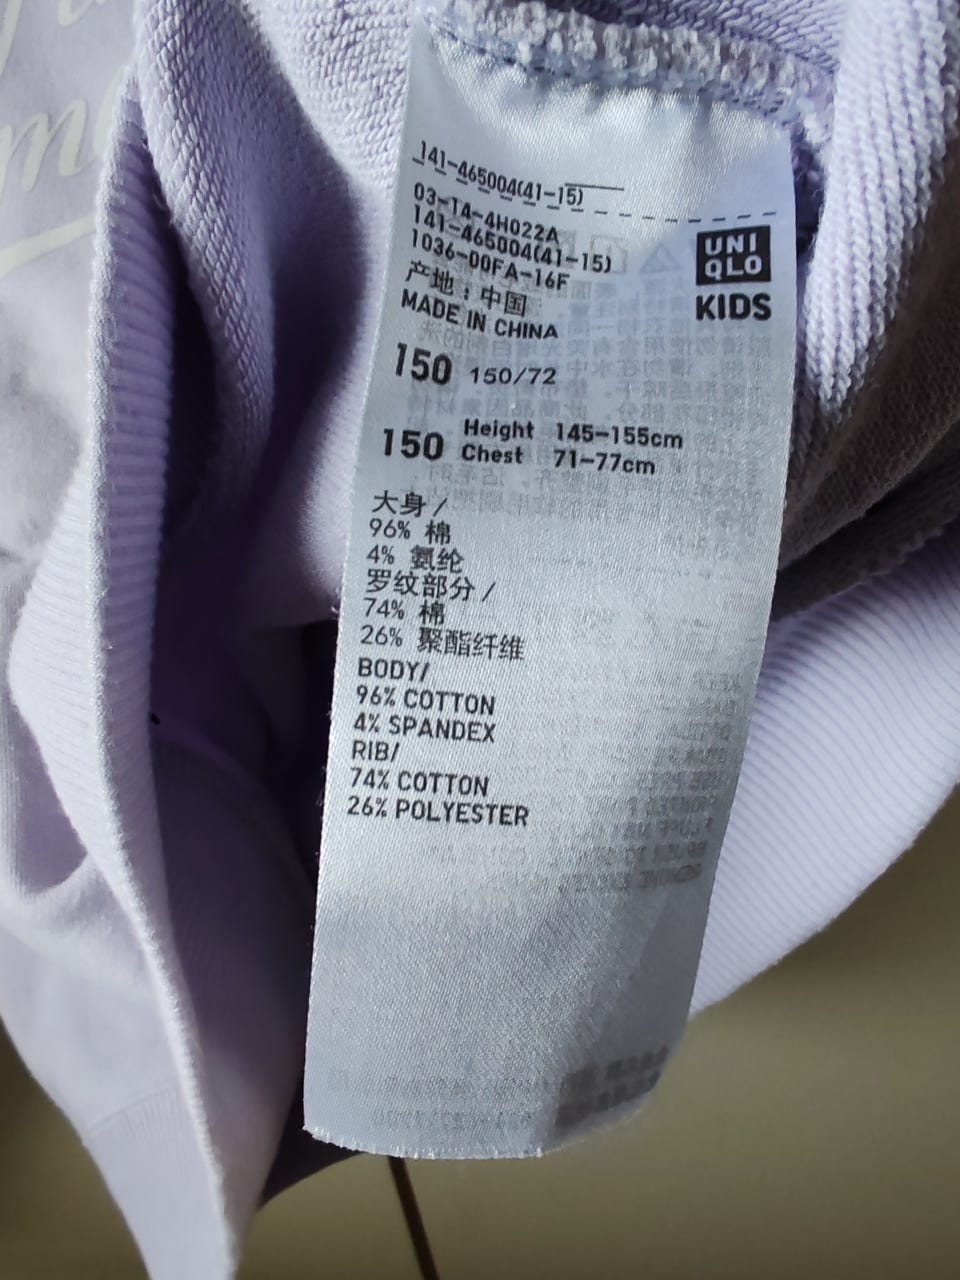 141-465004(41-15)
03-1A-4H022A
141-465004(41-15)
1036-00FA-16F
产地：中国
MADE IN CHINA
UNI
QLO
KIDS
150 150/72
150 Height 145-155cm
Chest 71-77cm
大身/
96% 棉
4% 氨纶
罗纹部分/
74% 棉
26% 聚酯纤维
BODY/
96% COTTON
4% SPANDEX
RIB/
74% COTTON
26% POLYESTER